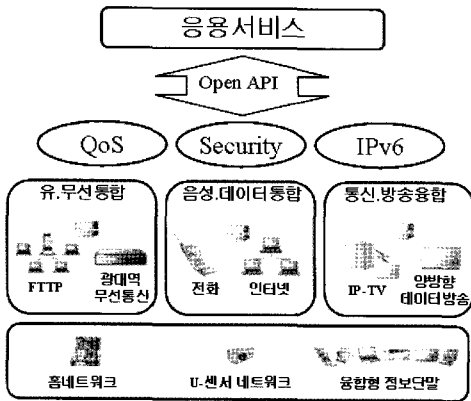 응용서비스
Open API
QoS Security IPv6
유.무선통합 음성.데이터통합 통신.방송융합
FTTP 광대역 무선통신 전화 인터넷 IP-TV 양방향 데이터방송
홈네트워크 U-센서 네트워크 융합형 정보단말